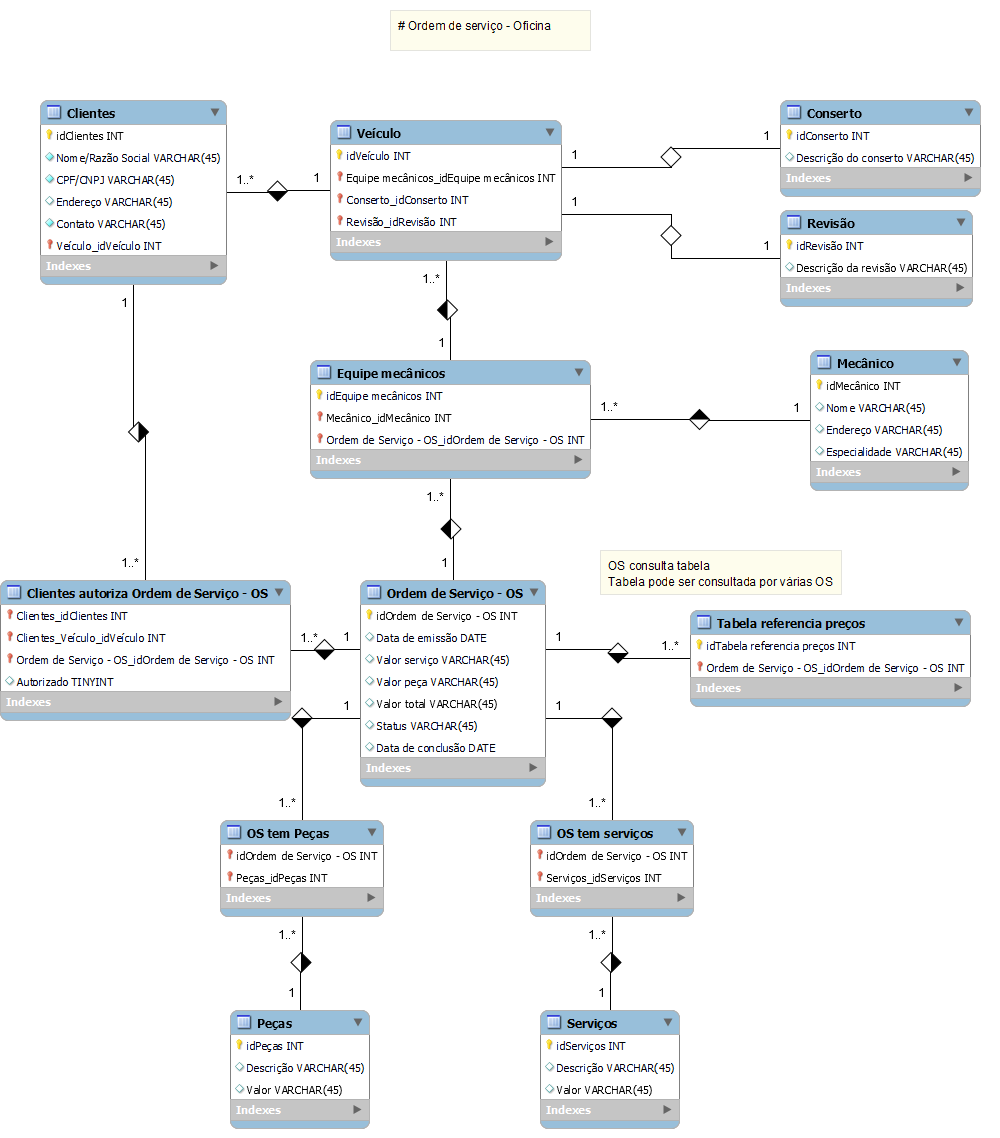 # Ordem de serviço - Oficina
Clientes
idClientes INT
Nome/Razão Social VARCHAR(45)
CPF/CNPJ VARCHAR(45)
Endereço VARCHAR(45)
Contato VARCHAR(45)
Veículo_idVeículo INT
Indexes
1..*
1
Veículo
idVeículo INT
Equipe mecânicos_idEquipe mecânicos INT
Conserto_idConserto INT
Revisão_idRevisão INT
Indexes
1
1
Conserto
idConserto INT
Descrição do conserto VARCHAR(45)
Indexes
1
1
Revisão
idRevisão INT
Descrição da revisão VARCHAR(45)
Indexes
1..*
1
Equipe mecânicos
idEquipe mecânicos INT
Mecânico_idMecânico INT
Ordem de Serviço - OS_idOrdem de Serviço - OS INT
Indexes
1..*
1
Mecânico
idMecânico INT
Nome VARCHAR(45)
Endereço VARCHAR(45)
Especialidade VARCHAR(45)
Indexes
1
1..*
1..*
1
OS consulta tabela
Tabela pode ser consultada por várias OS
Clientes autoriza Ordem de Serviço - OS
Clientes_idClientes INT
Clientes_Veículo_idVeículo INT
Ordem de Serviço - OS_idOrdem de Serviço - OS INT
Autorizado TINYINT
Indexes
1..*
1
Ordem de Serviço - OS
idOrdem de Serviço - OS INT
Data de emissão DATE
Valor serviço VARCHAR(45)
Valor peça VARCHAR(45)
Valor total VARCHAR(45)
Status VARCHAR(45)
Data de conclusão DATE
Indexes
1
1..*
Tabela referencia preços
idTabela referencia preços INT
Ordem de Serviço - OS_idOrdem de Serviço - OS INT
Indexes
1
1..*
1
1..*
OS tem Peças
idOrdem de Serviço - OS INT
Peças_idPeças INT
Indexes
OS tem serviços
idOrdem de Serviço - OS INT
Serviços_idServiços INT
Indexes
1..*
1
1..*
1
Peças
idPeças INT
Descrição VARCHAR(45)
Valor VARCHAR(45)
Indexes
Serviços
idServiços INT
Descrição VARCHAR(45)
Valor VARCHAR(45)
Indexes